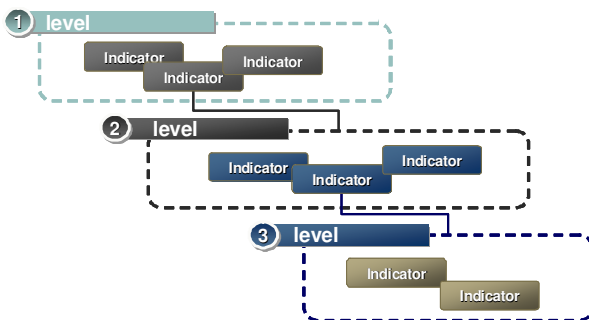 1 level
Indicator
Indicator
Indicator
2 level
Indicator
Indicator
Indicator
3 level
Indicator
Indicator